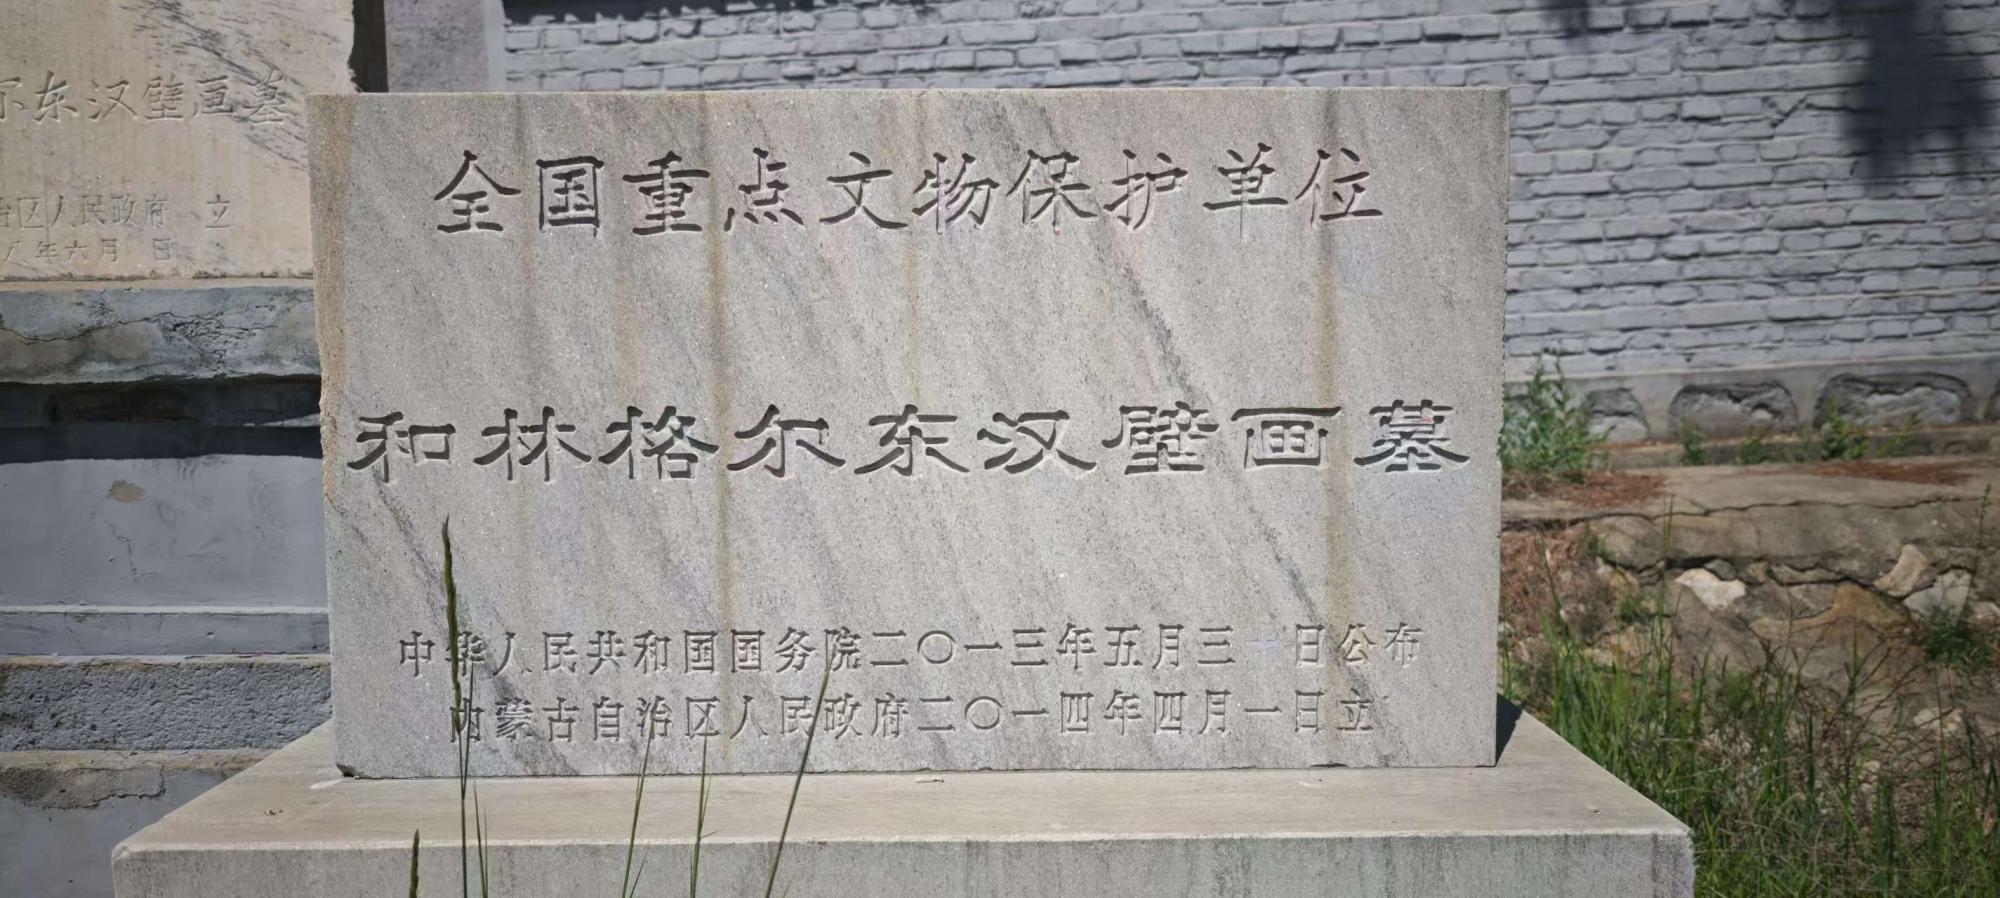 尔东汉壁画墓
治区人民政府 立
八年六月 日
全国重点文物保护单位
和林格尔东汉壁画墓
中华人民共和国国务院二〇一三年五月三 日公布
内蒙古自治区人民政府二〇一四年四月一日立